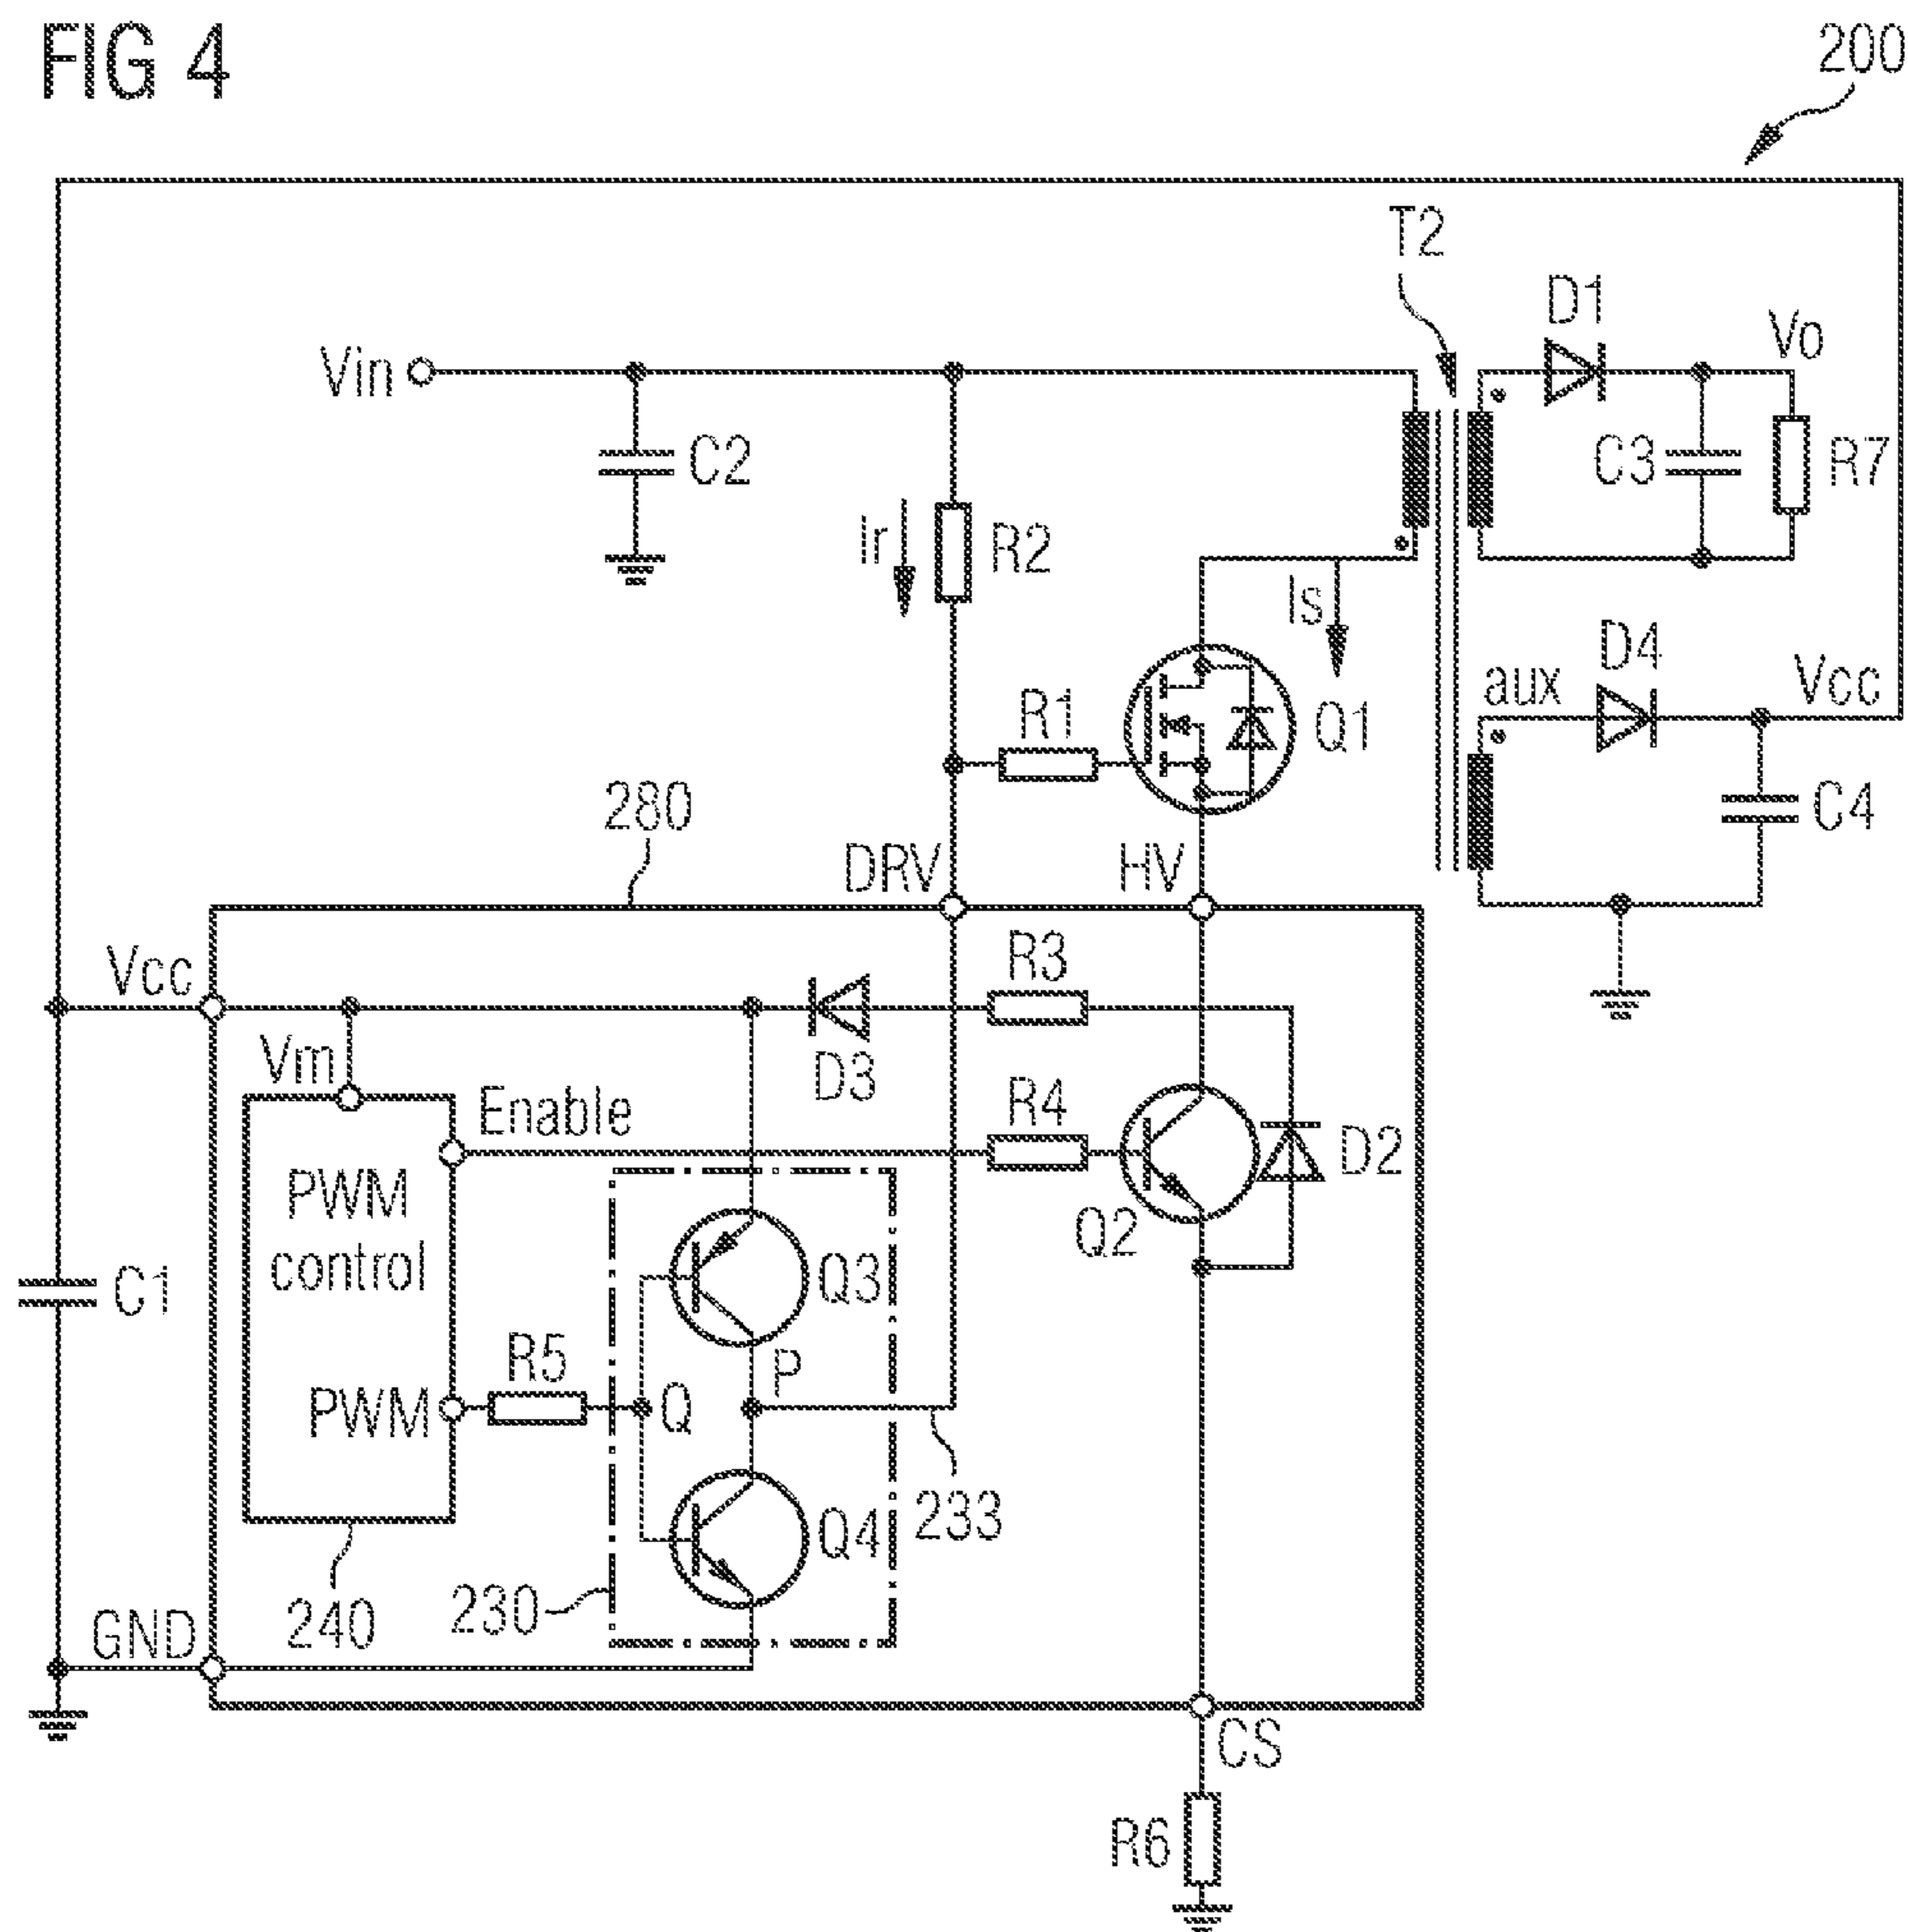 FIG 4
200
T2
D1
Vo
Vin
C2
C3
R7
Ir
R2
Is
D4
aux
Vcc
R1
Q1
280
C4
DRV
HV
Vcc
R3
Vm
D3
Enable
R4
D2
PWM
control
Q2
Q3
C1
R5
P
PWM
Q
Q4
233
230
240
GND
CS
R6